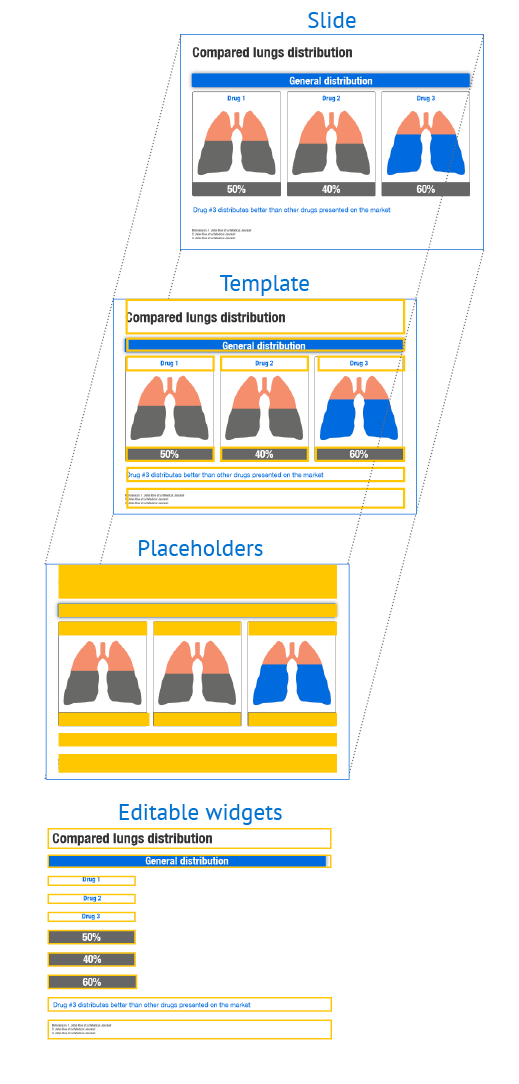 Slide
Compared lungs distribution
General distribution
Drug 1 Drug 2 Drug 3
50% 40% 60%
Drug #3 distributes better than other drugs presented on the market
Template
Compared lungs distribution
General distribution
Drug 1 Drug 2 Drug 3
50% 40% 60%
Drug #3 distributes better than other drugs presented on the market
Placeholders
Editable widgets
Compared lungs distribution
General distribution
Drug 1
Drug 2
Drug 3
50%
40%
60%
Drug #3 distributes better than other drugs presented on the market